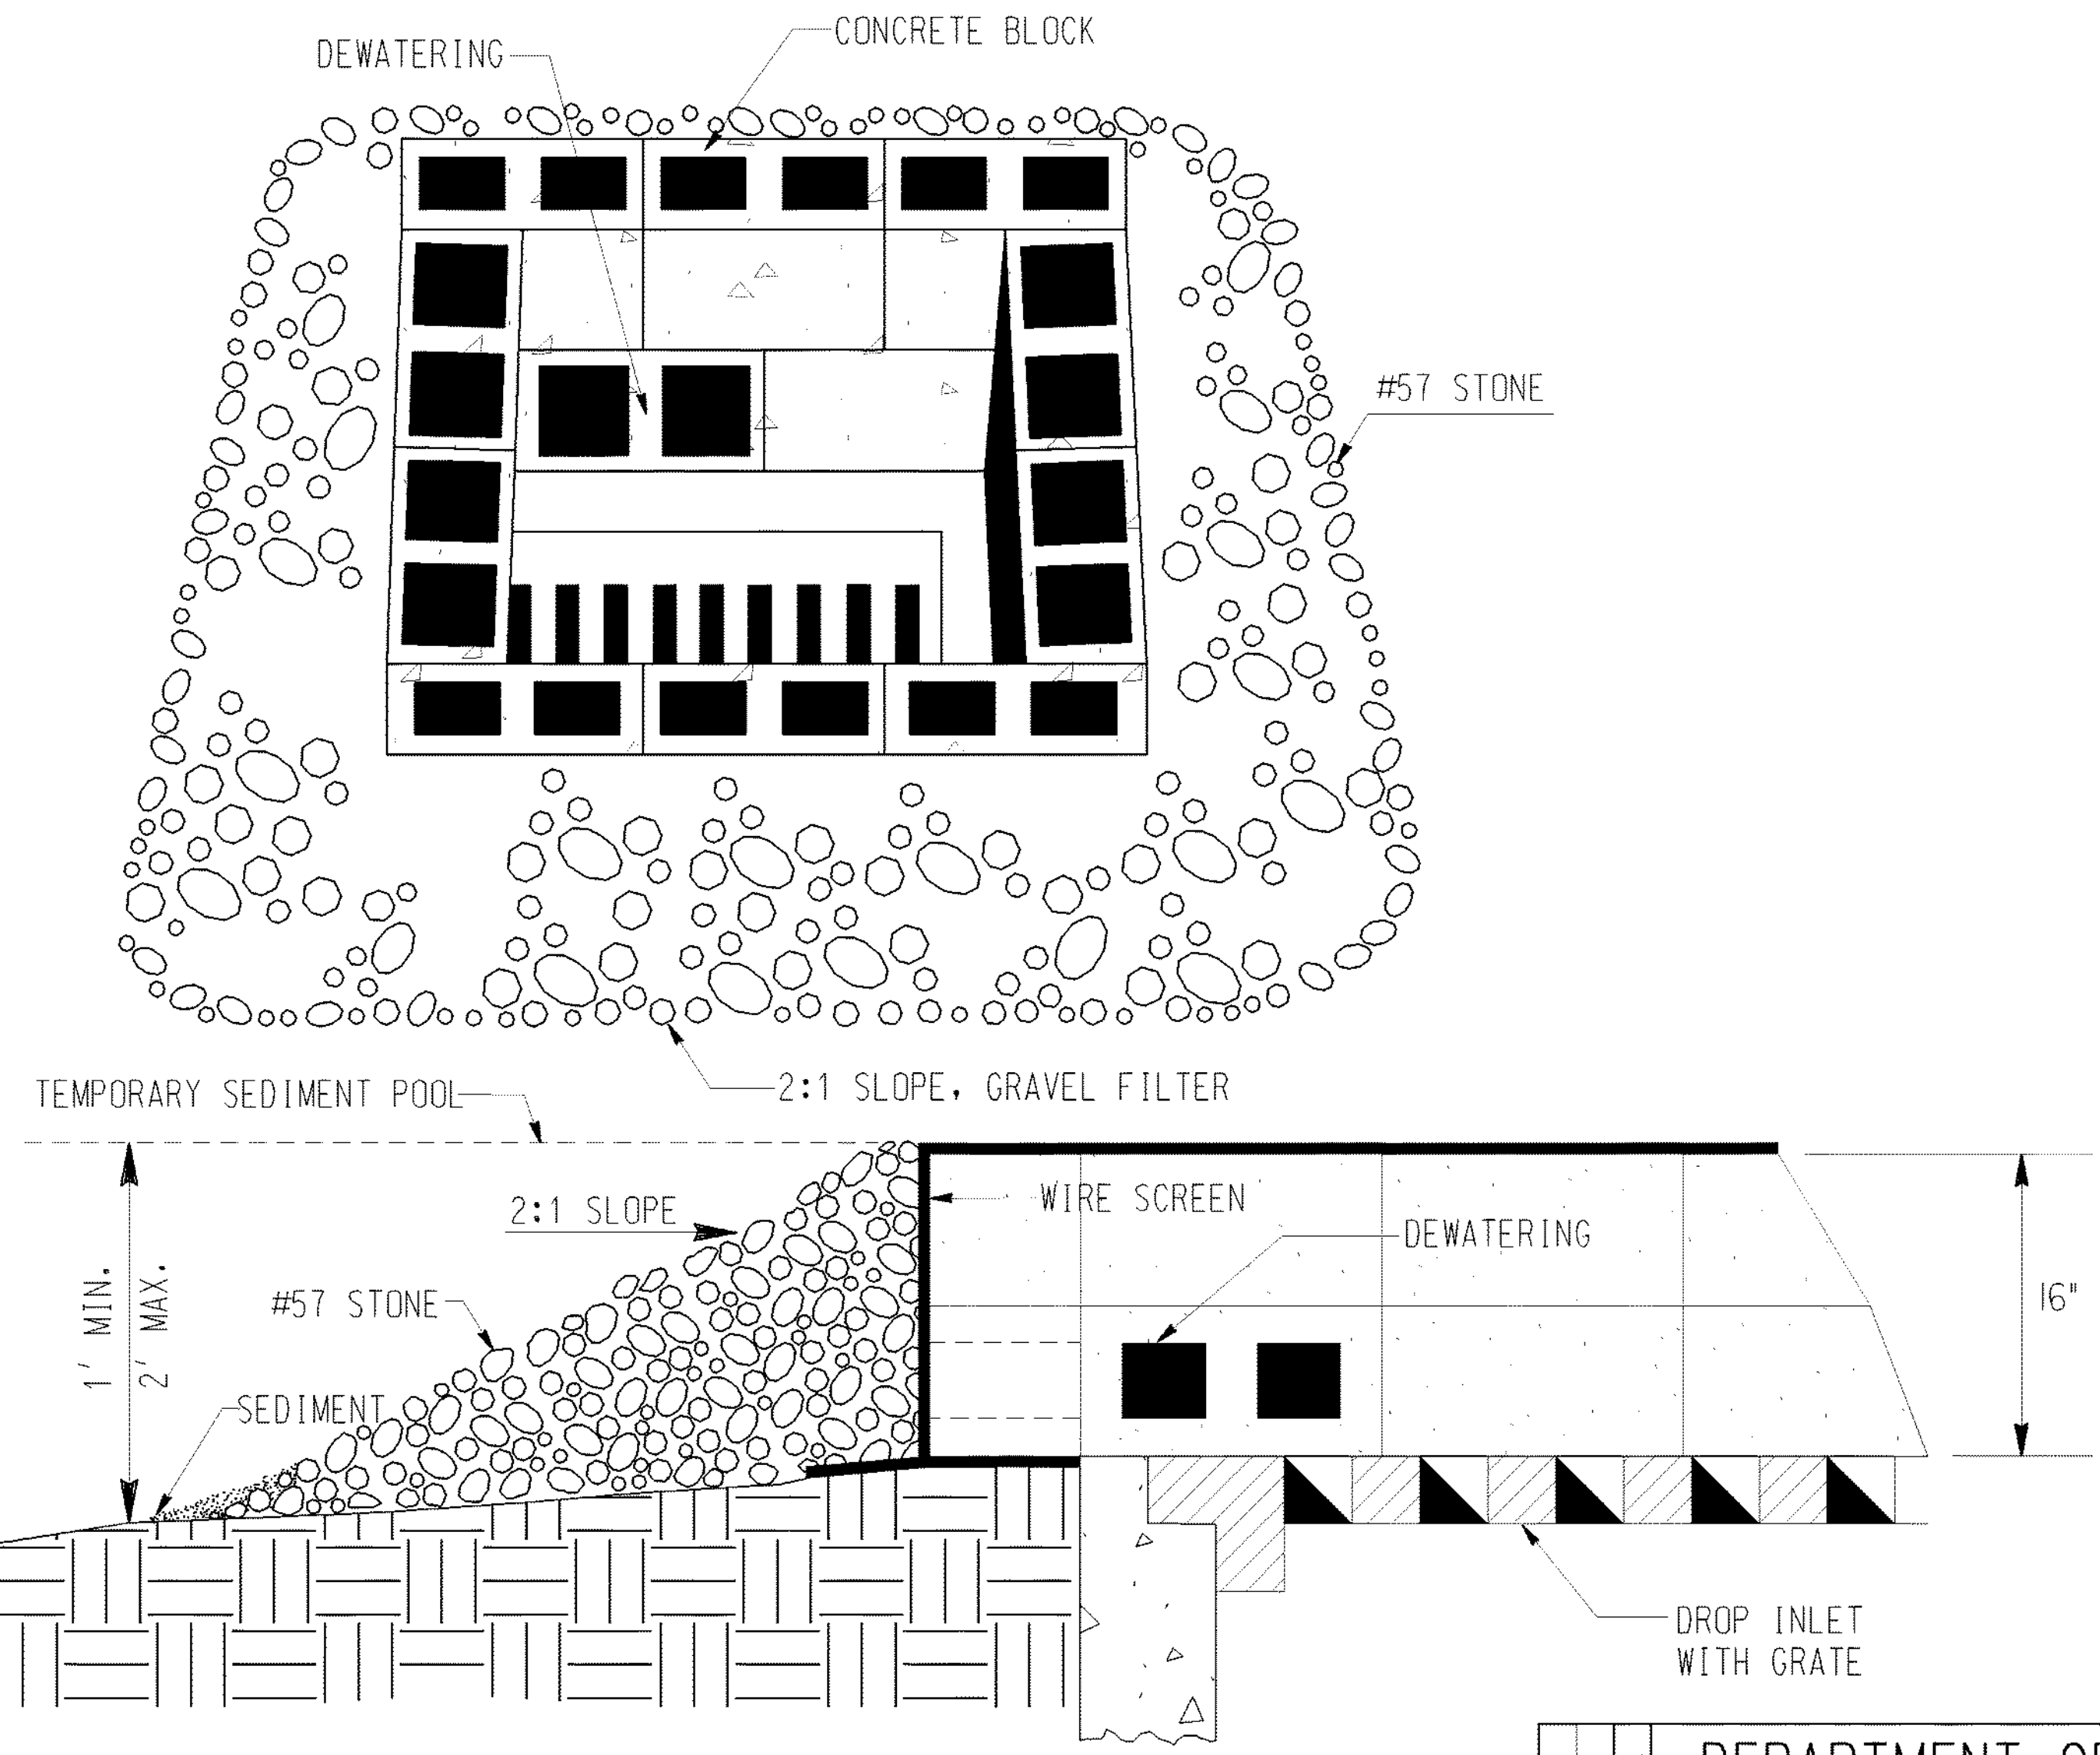 CONCRETE BLOCK
DEWATERING
#57 STONE
2:1 SLOPE, GRAVEL FILTER
TEMPORARY SEDIMENT POOL
2:1 SLOPE
WIRE SCREEN
DEWATERING
1' MIN.
2' MAX.
#57 STONE
16"
SEDIMENT
DROP INLET
WITH GRATE
DEPARTMENT